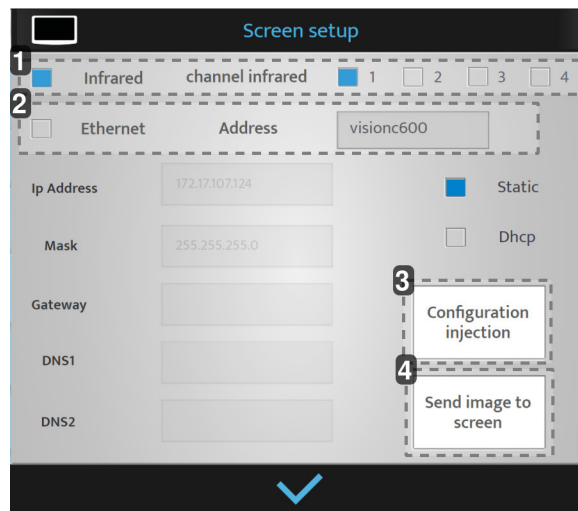 Screen setup
1
Infrared channel infrared 1 2 3 4
2
Ethernet Address visionc600
Ip Address 172.17.107.124 Static
Mask 255.255.255.0 Dhcp
3
Gateway
Configuration
injection
DNS1
4
Send image to
screen
DNS2